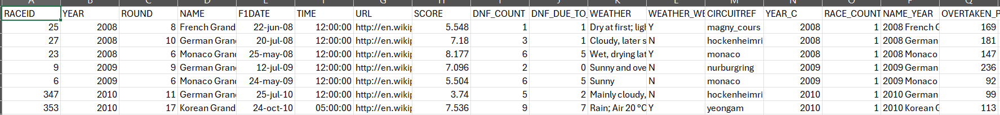 A B C D E F G H I J K L M N O P Q
RACEID YEAR ROUND NAME F1DATE TIME URL SCORE DNF_COUNT DNF_DUE_TO_ WEATHER WEATHER_WE CIRCUITREF YEAR_C RACE_COUNT NAME_YEAR OVERTAKEN_P
25 2008 8 French Grand 22-jun-08 12:00:00 http://en.wikip 5.548 1 1 Dry at first; ligh Y magny_cours 2008 1 2008 French G 169
27 2008 10 German Gran 20-jul-08 12:00:00 http://en.wikip 7.18 3 1 Cloudy, later s N hockenheimri 2008 1 2008 German 181
23 2008 6 Monaco Gran 25-may-08 12:00:00 http://en.wikip 8.177 6 5 Wet, drying lat Y monaco 2008 1 2008 Monaco 147
9 2009 9 German Gran 12-jul-09 12:00:00 http://en.wikip 7.096 2 0 Sunny and ove N nurburgring 2009 1 2009 German 236
6 2009 6 Monaco Gran 24-may-09 12:00:00 http://en.wikip 5.504 6 5 Sunny N monaco 2009 1 2009 Monaco 92
347 2010 11 German Gran 25-jul-10 12:00:00 http://en.wikip 3.74 5 2 Mainly cloudy, N hockenheimri 2010 1 2010 German 99
353 2010 17 Korean Grand 24-oct-10 05:00:00 http://en.wikip 7.536 9 7 Rain; Air 20 °C Y yeongam 2010 1 2010 Korean G 113